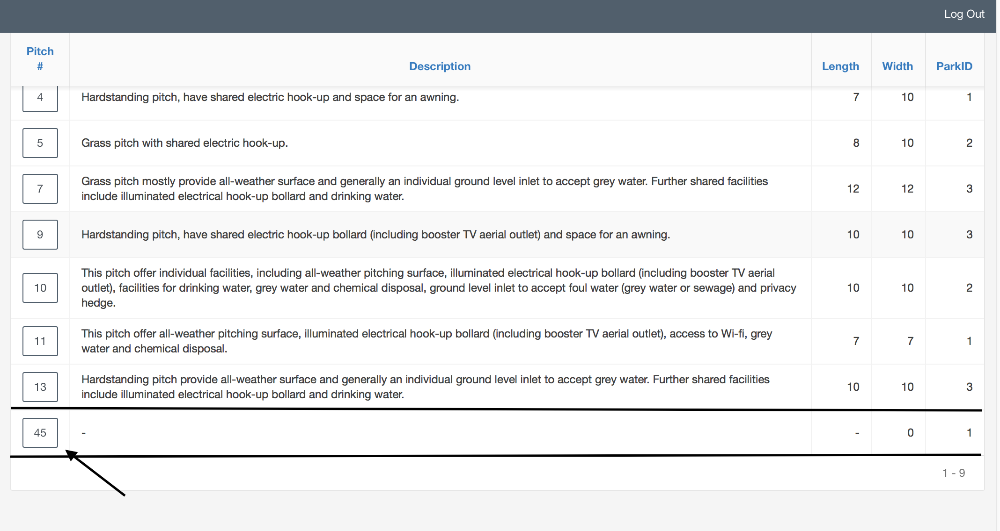 Log Out
Pitch
#
Description
Length
Width
ParkID
4
Hardstanding pitch, have shared electric hook-up and space for an awning.
7
10
1
5
Grass pitch with shared electric hook-up.
8
10
2
7
Grass pitch mostly provide all-weather surface and generally an individual ground level inlet to accept grey water. Further shared facilities
include illuminated electrical hook-up bollard and drinking water.
12
12
3
9
Hardstanding pitch, have shared electric hook-up bollard (including booster TV aerial outlet) and space for an awning.
10
10
3
10
This pitch offer individual facilities, including all-weather pitching surface, illuminated electrical hook-up bollard (including booster TV aerial
outlet), facilities for drinking water, grey water and chemical disposal, ground level inlet to accept foul water (grey water or sewage) and privacy
hedge.
10
10
2
11
This pitch offer all-weather pitching surface, illuminated electrical hook-up bollard (including booster TV aerial outlet), access to Wi-fi, grey
water and chemical disposal.
7
7
1
13
Hardstanding pitch provide all-weather surface and generally an individual ground level inlet to accept grey water. Further shared facilities
include illuminated electrical hook-up bollard and drinking water.
10
10
3
45
-
-
0
1
1 - 9